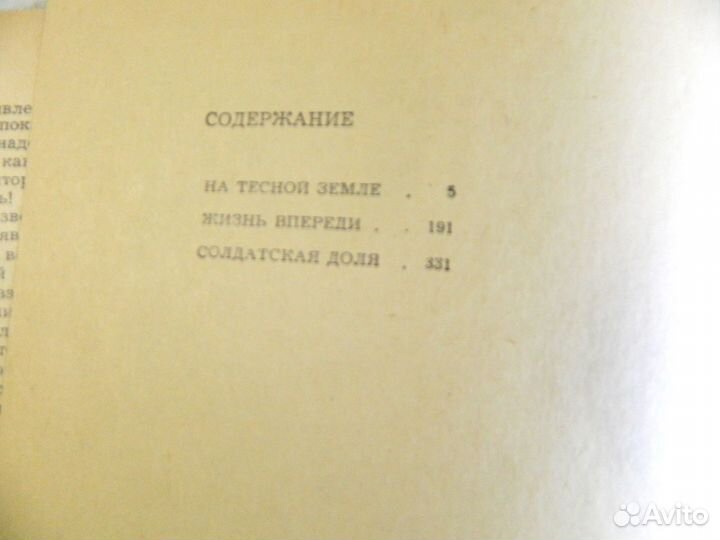 СОДЕРЖАНИЕ
НА ТЕСНОЙ ЗЕМЛЕ . 5
ЖИЗНЬ ВПЕРЕДИ . . 191
СОЛДАТСКАЯ ДОЛЯ . 331
Avito